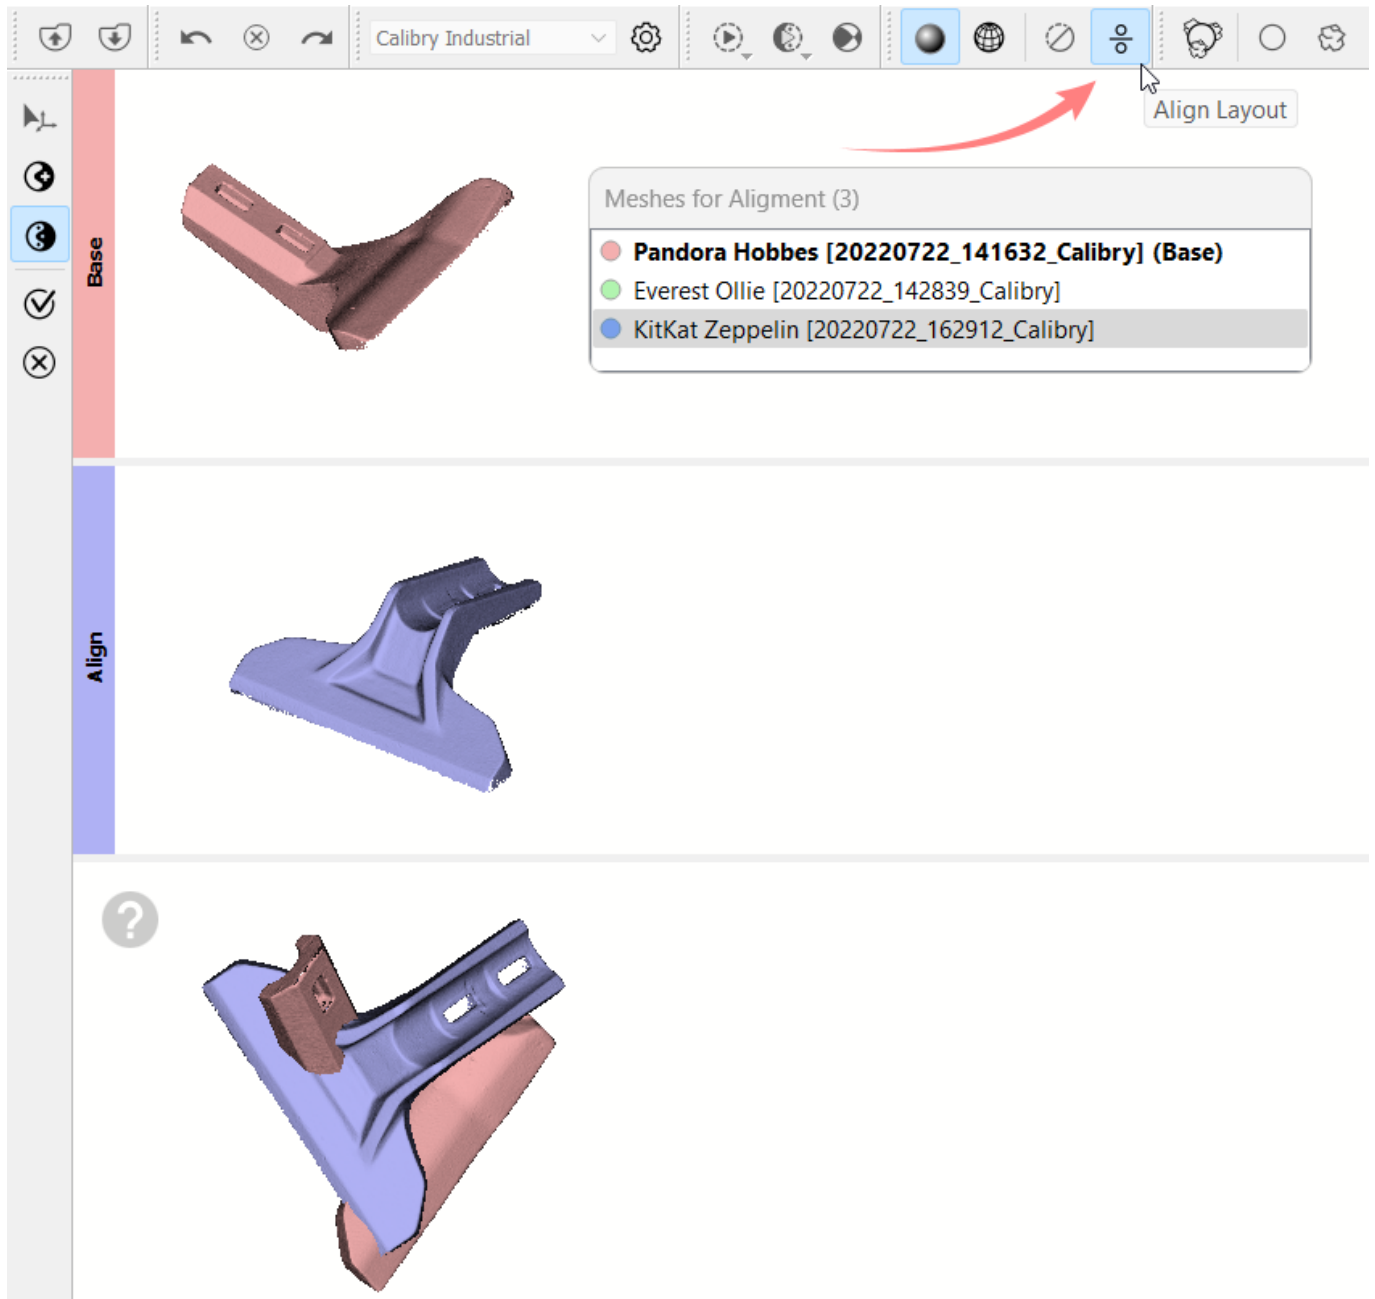 Calibry Industrial
Align Layout
Base
Meshes for Aligment (3)
Pandora Hobbes [20220722_141632_Calibry] (Base)
Everest Ollie [20220722_142839_Calibry]
KitKat Zeppelin [20220722_162912_Calibry]
Align
?